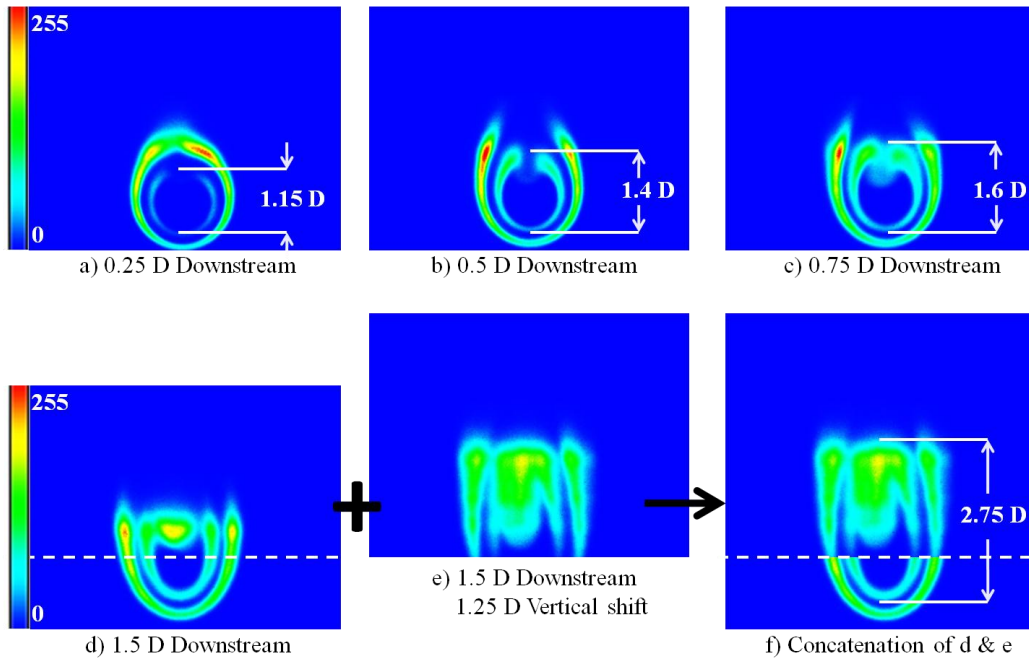 255
0
1.15 D
a) 0.25 D Downstream
1.4 D
b) 0.5 D Downstream
1.6 D
c) 0.75 D Downstream
255
0
d) 1.5 D Downstream
+
e) 1.5 D Downstream
1.25 D Vertical shift
2.75 D
f) Concatenation of d & e